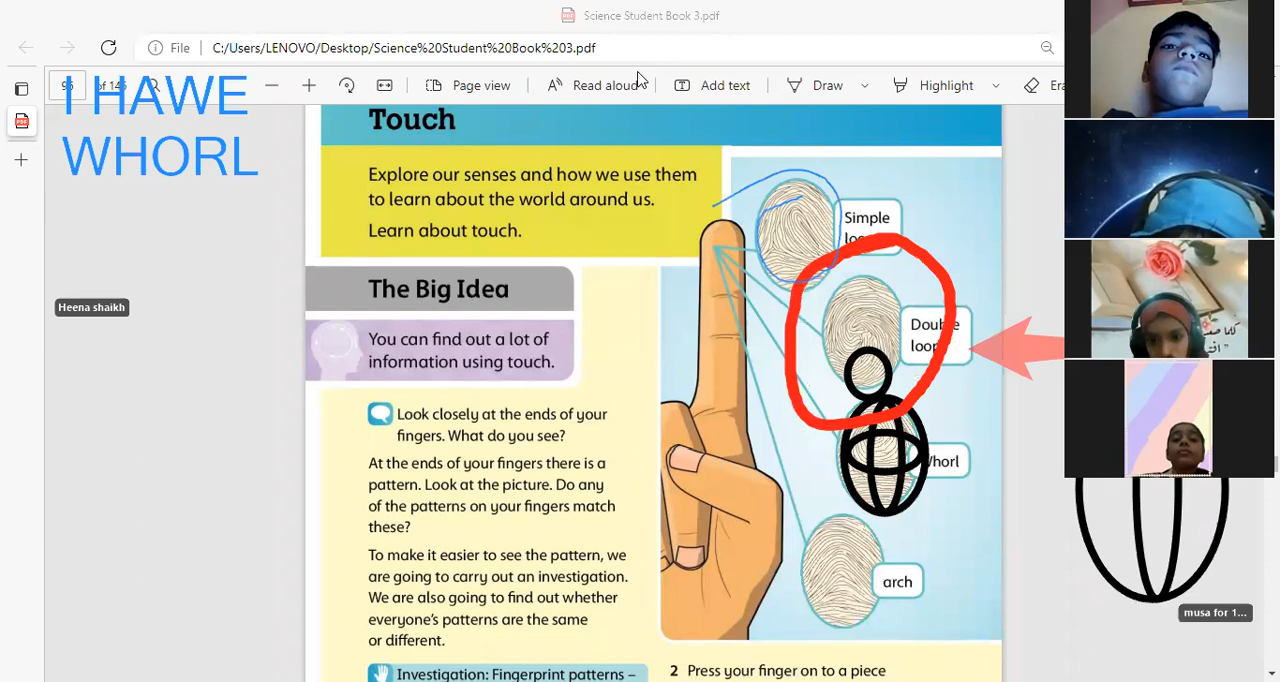 Science Student Book 3.pdf
File
C:/Users/LENOVO/Desktop/Science%20Student%20Book%203.pdf
Page view
Read aloud
Add text
Draw
Highlight
I HAWE
WHORL
Touch
Explore our senses and how we use them
to learn about the world around us.
Learn about touch.
The Big Idea
You can find out a lot of
information using touch.
Heena shaikh
Look closely at the ends of your
fingers. What do you see?
At the ends of your fingers there is a
pattern. Look at the picture. Do any
of the patterns on your fingers match
these?
To make it easier to see the pattern, we
are going to carry out an investigation.
We are also going to find out whether
everyone's patterns are the same
or different.
Investigation: Fingerprint patterns –
Simple
Double
loop
Whorl
arch
2 Press your finger on to a piece
musa for 1...